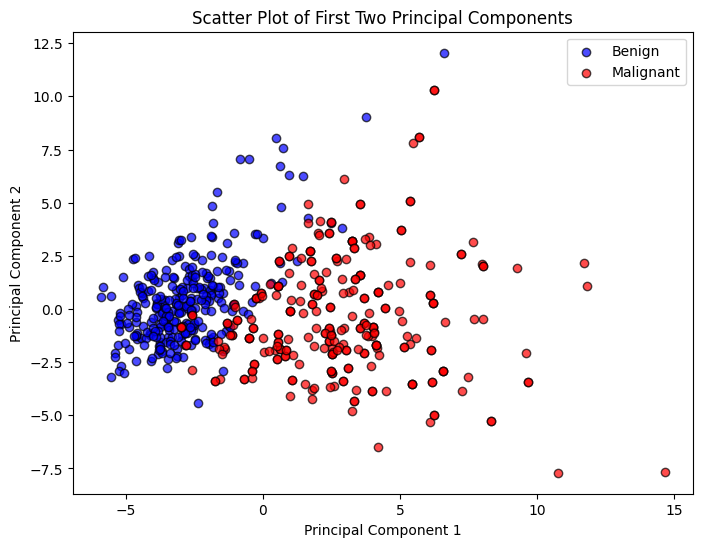 Scatter Plot of First Two Principal Components
12.5
10.0
7.5
5.0
2.5
0.0
−2.5
−5.0
−7.5
Principal Component 2
Benign
Malignant
−5
0
5
10
15
Principal Component 1